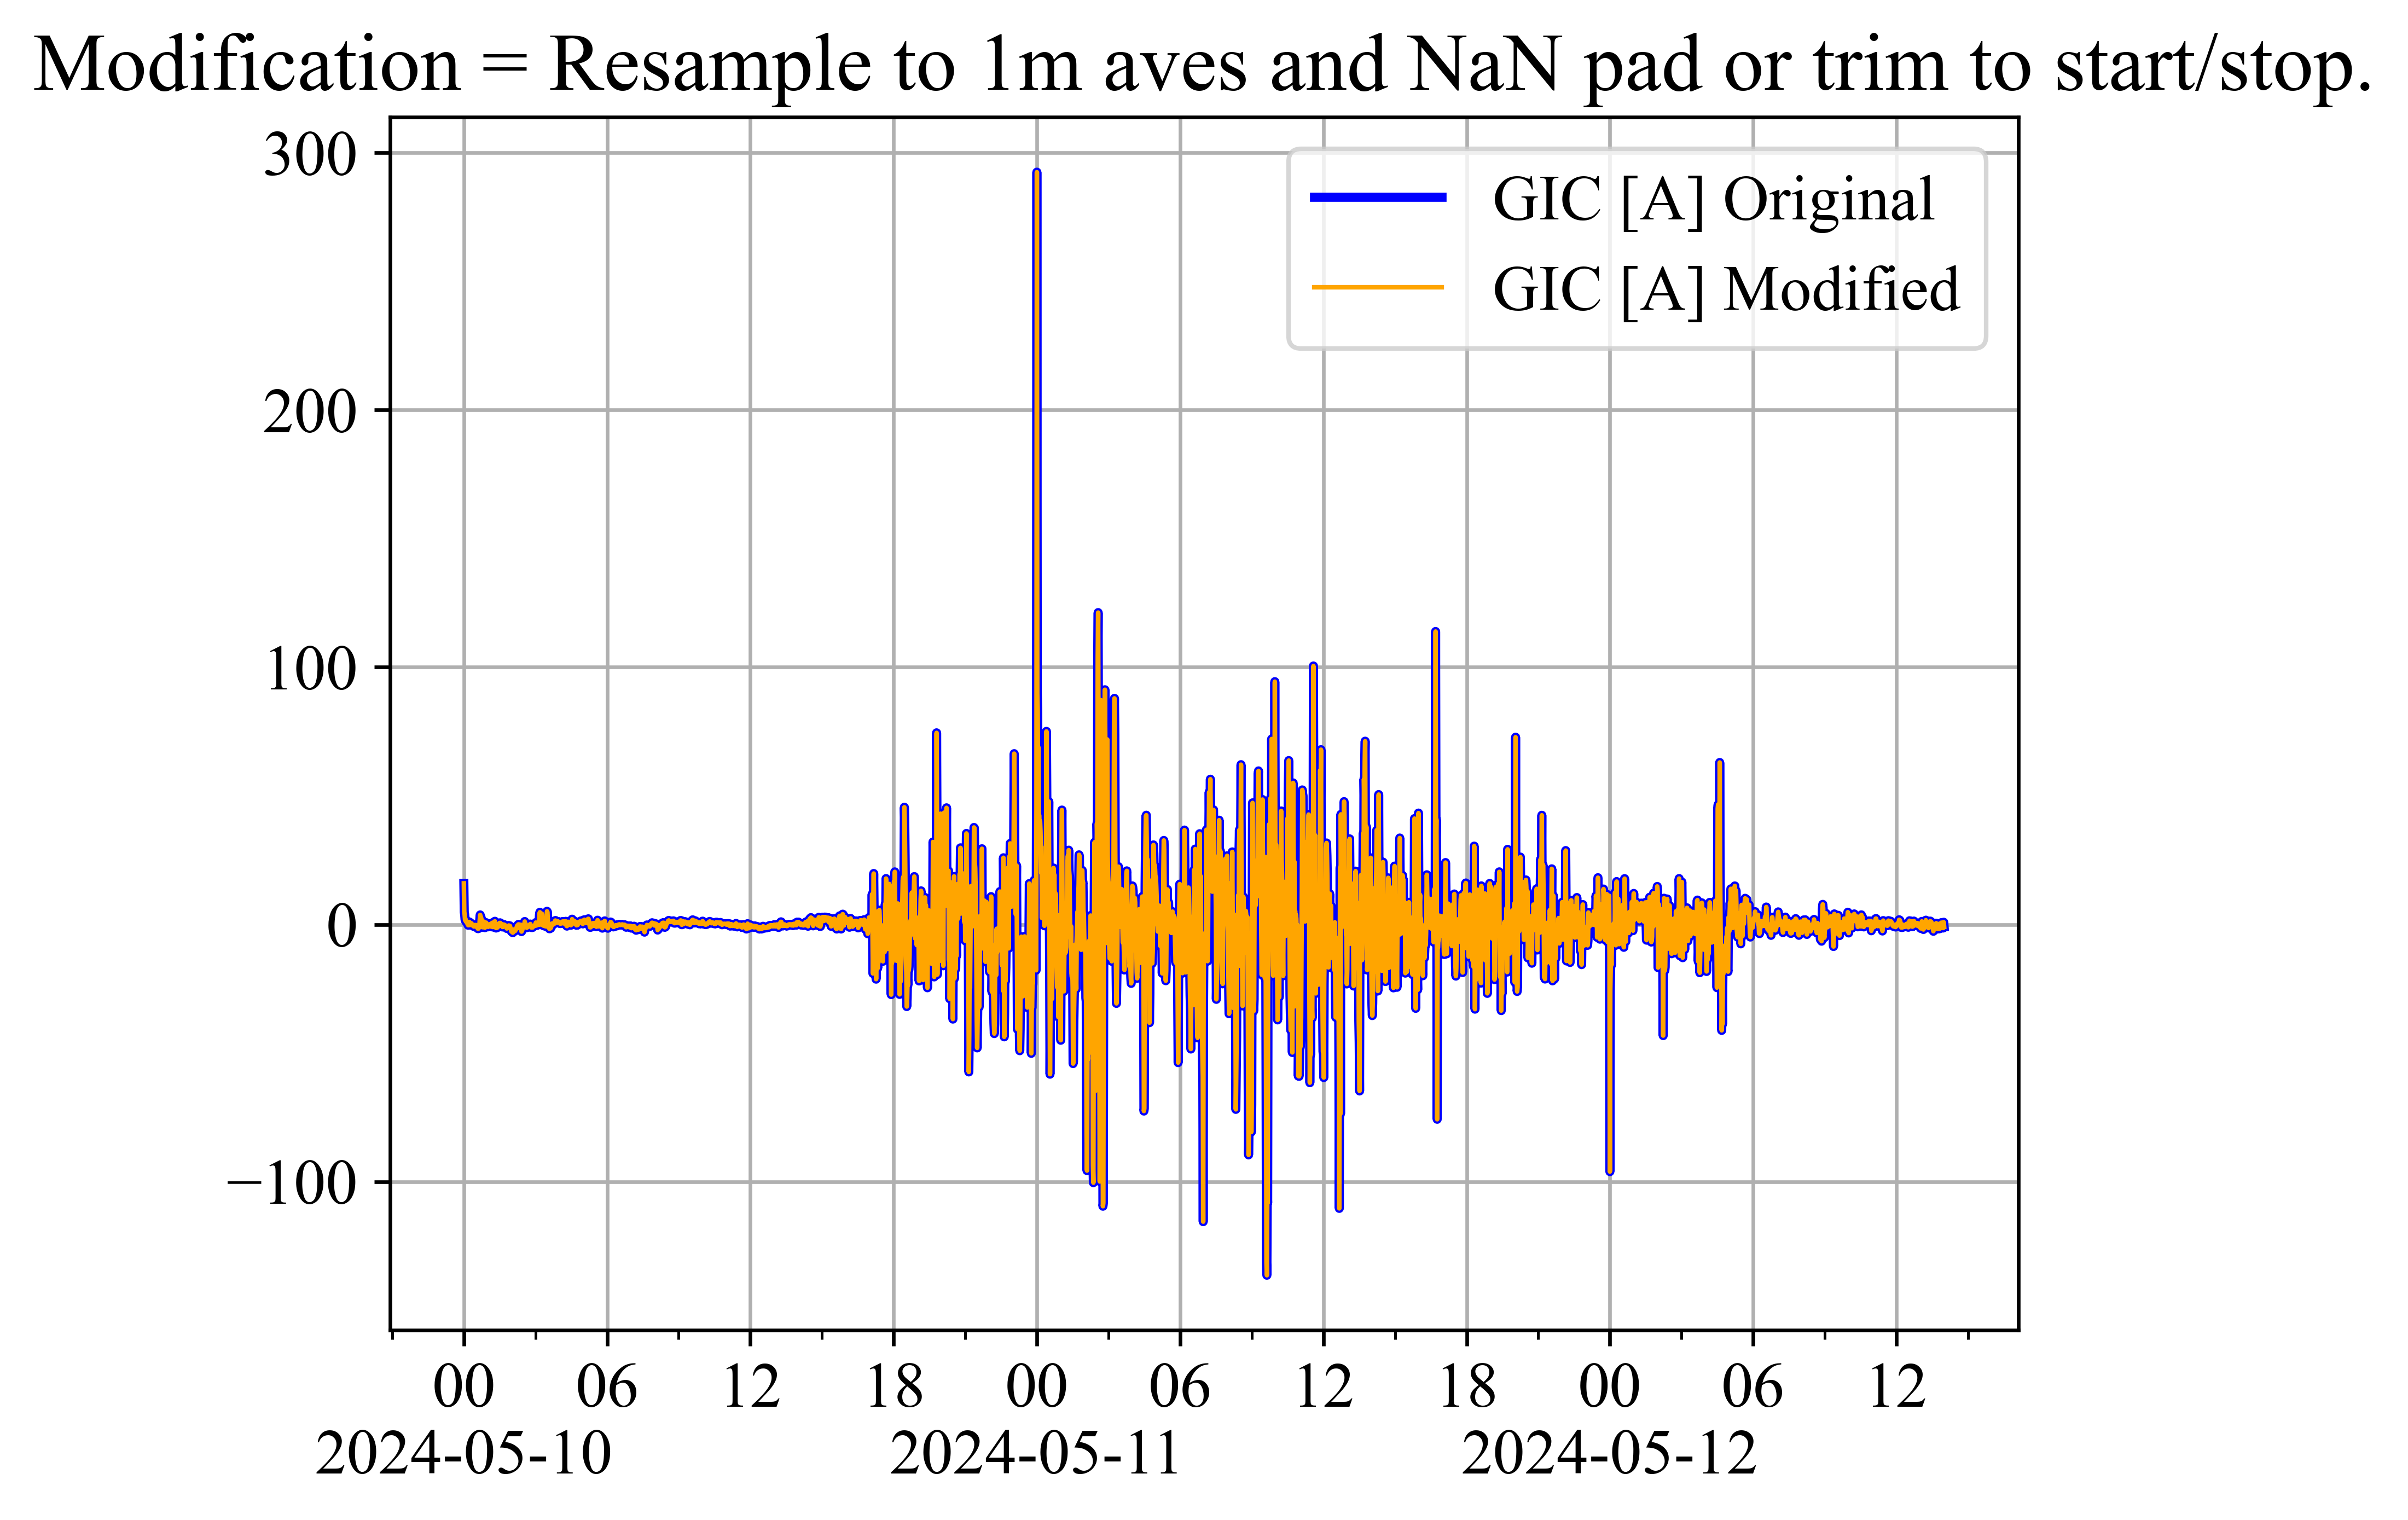 Modification = Resample to 1m aves and NaN pad or trim to start/stop.
300
200
100
0
−100
GIC [A] Original
GIC [A] Modified
00 06 12 18 00 06 12 18 00 06 12
2024-05-10 2024-05-11 2024-05-12